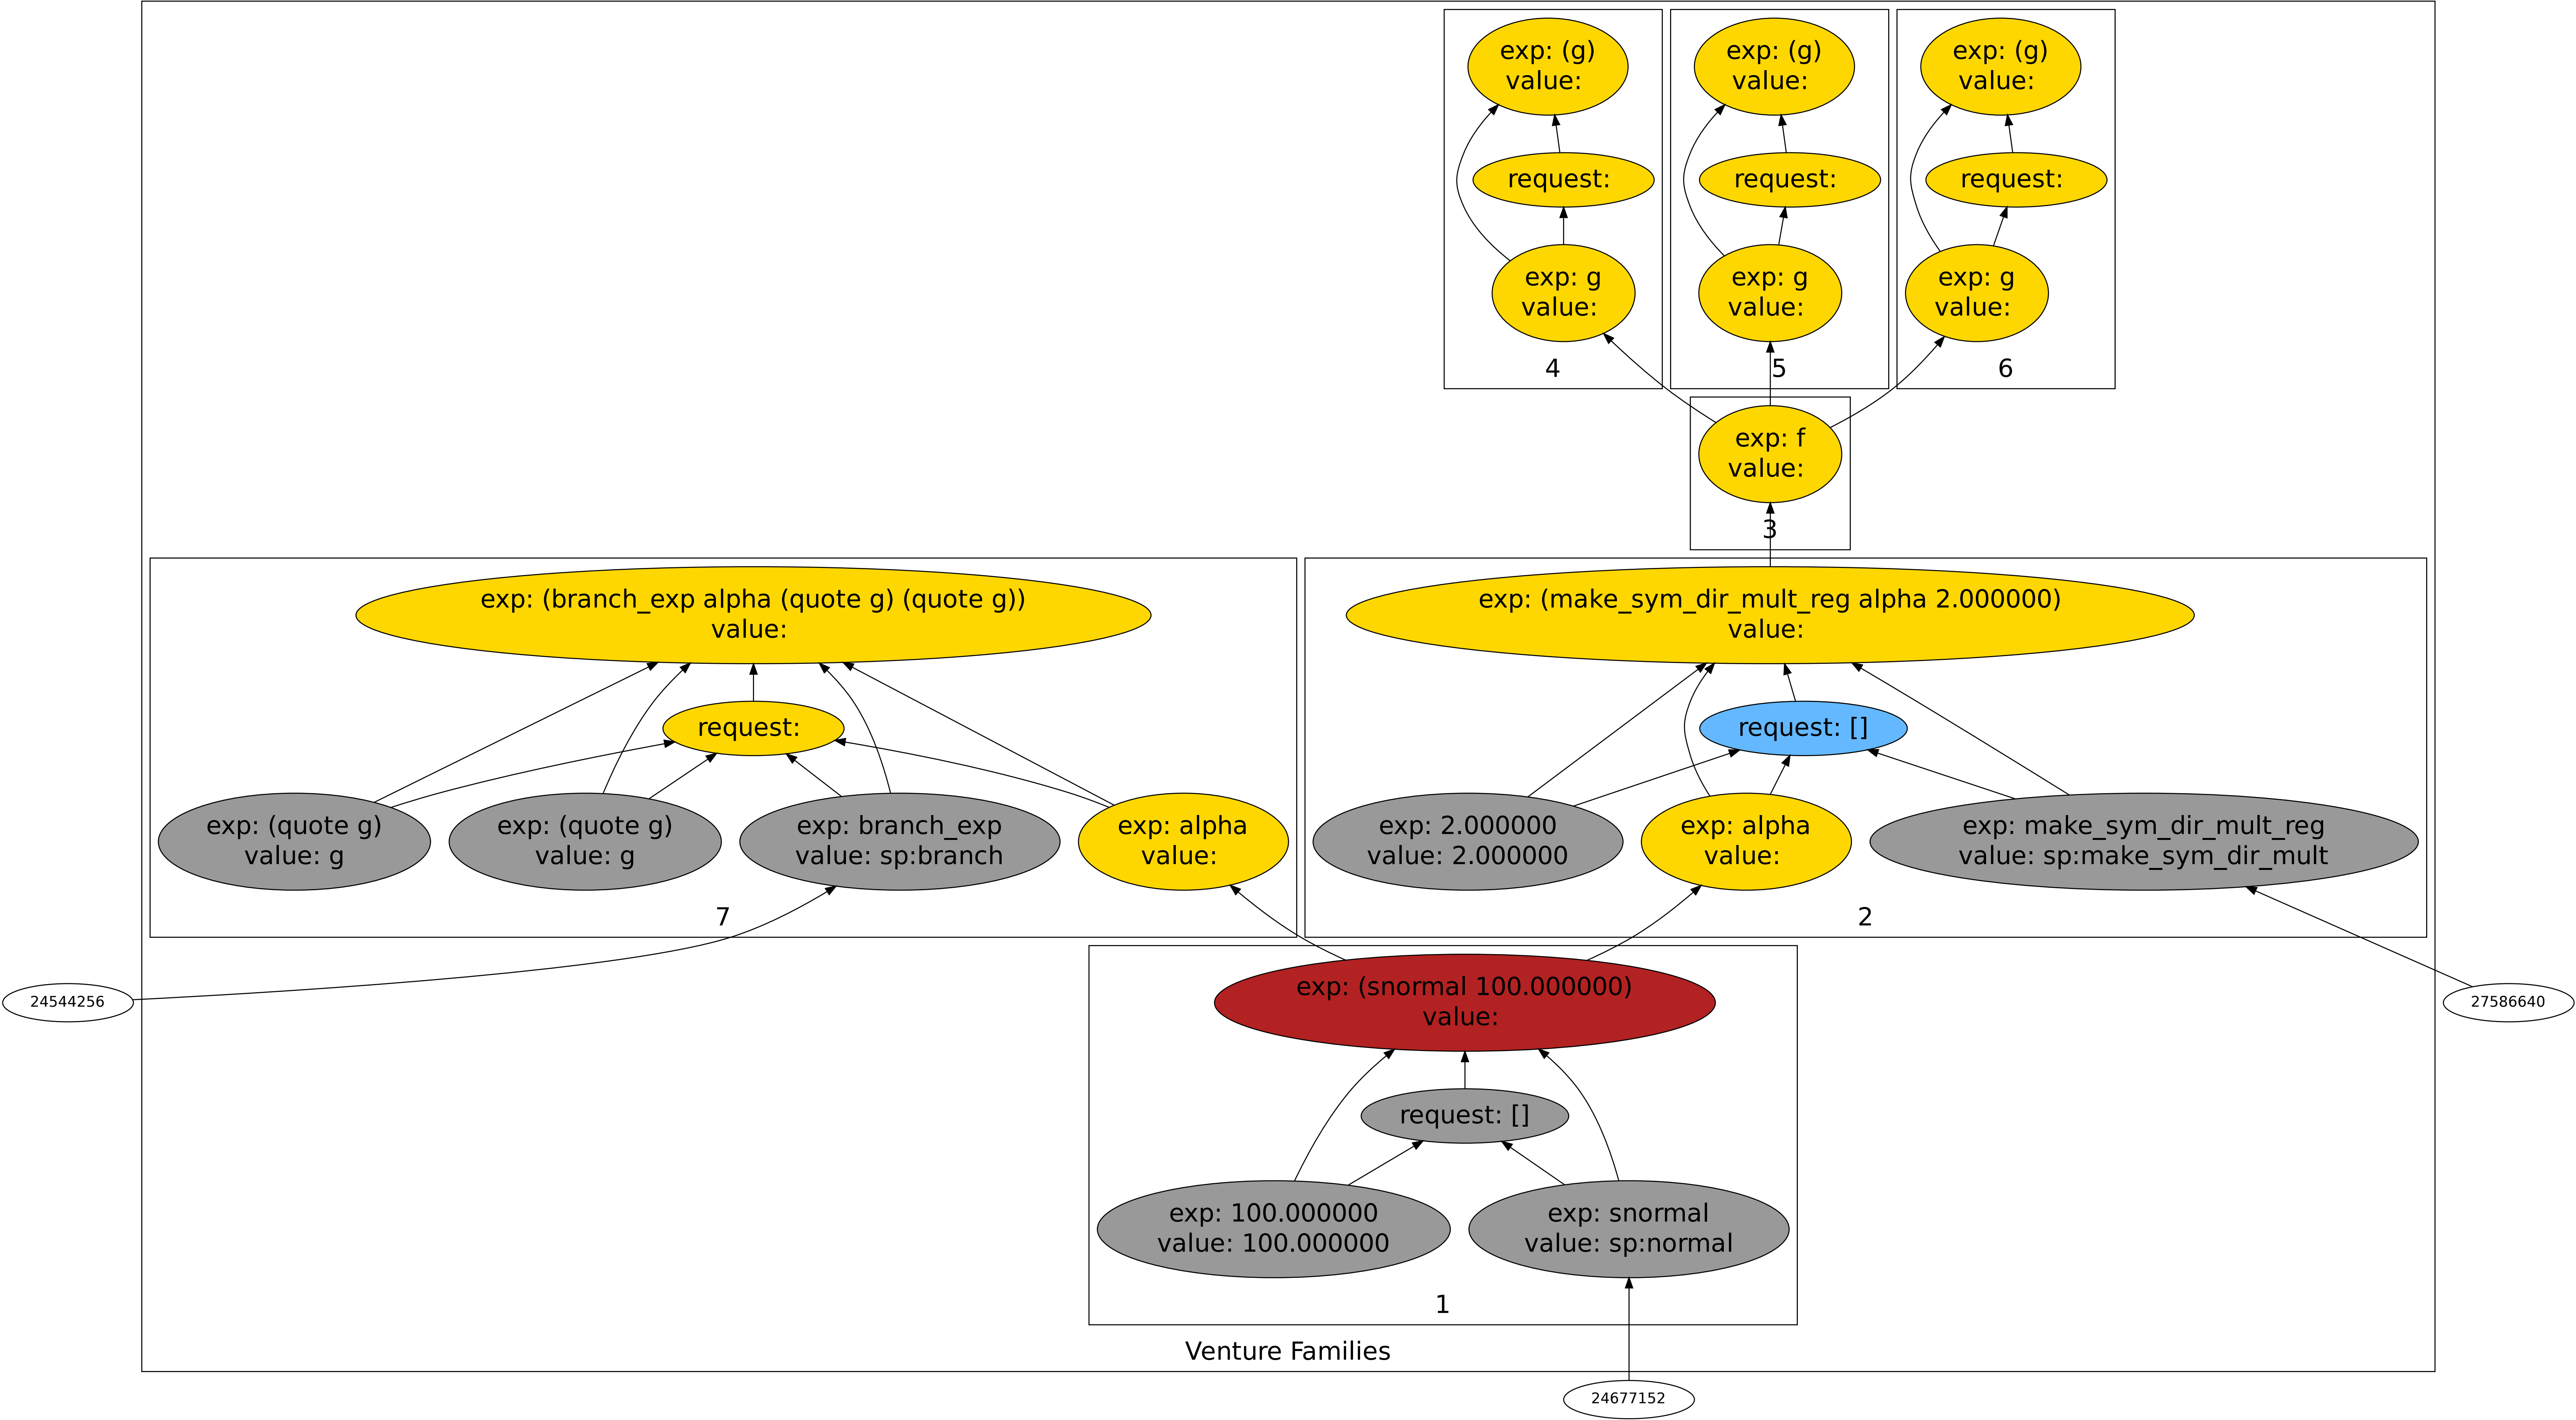 exp: (g)
value:
exp: (g)
value:
exp: (g)
value:
request:
request:
request:
exp: g
value:
exp: g
value:
exp: g
value:
4
5
6
exp: f
value:
3
exp: (branch_exp alpha (quote g) (quote g))
value:
exp: (make_sym_dir_mult_reg alpha 2.000000)
value:
request:
request: []
exp: (quote g)
value: g
exp: (quote g)
value: g
exp: branch_exp
value: sp:branch
exp: alpha
value:
exp: 2.000000
value: 2.000000
exp: alpha
value:
exp: make_sym_dir_mult_reg
value: sp:make_sym_dir_mult
7
2
24544256
exp: (snormal 100.000000)
value:
27586640
request: []
exp: 100.000000
value: 100.000000
exp: snormal
value: sp:normal
1
Venture Families
24677152